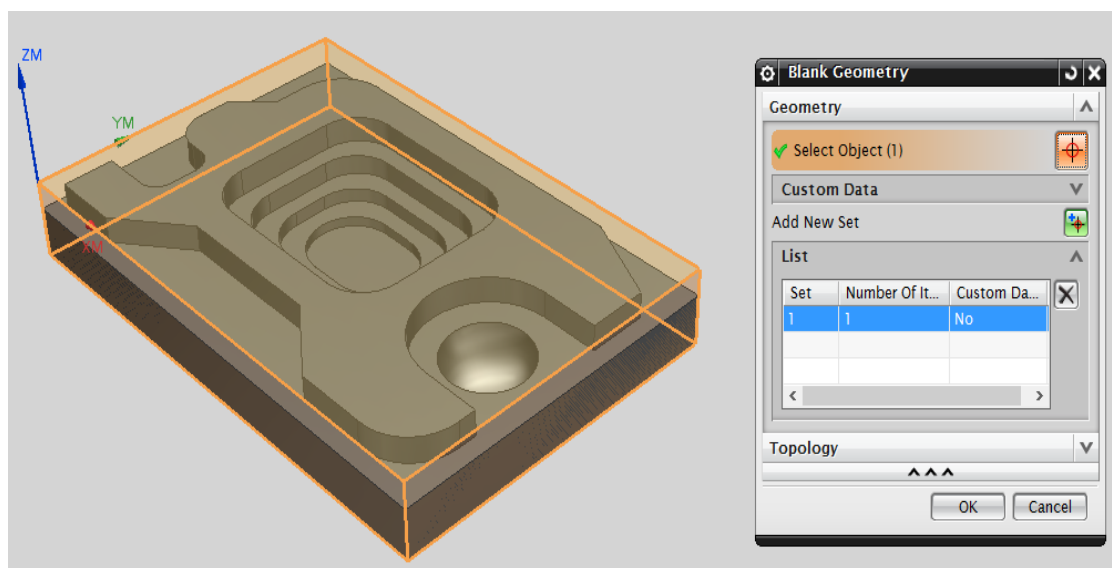 ZM
YM
XM
Blank Geometry
Geometry
Select Object (1)
Custom Data
Add New Set
List
Set Number Of It... Custom Da...
1 1 No
Topology
OK Cancel